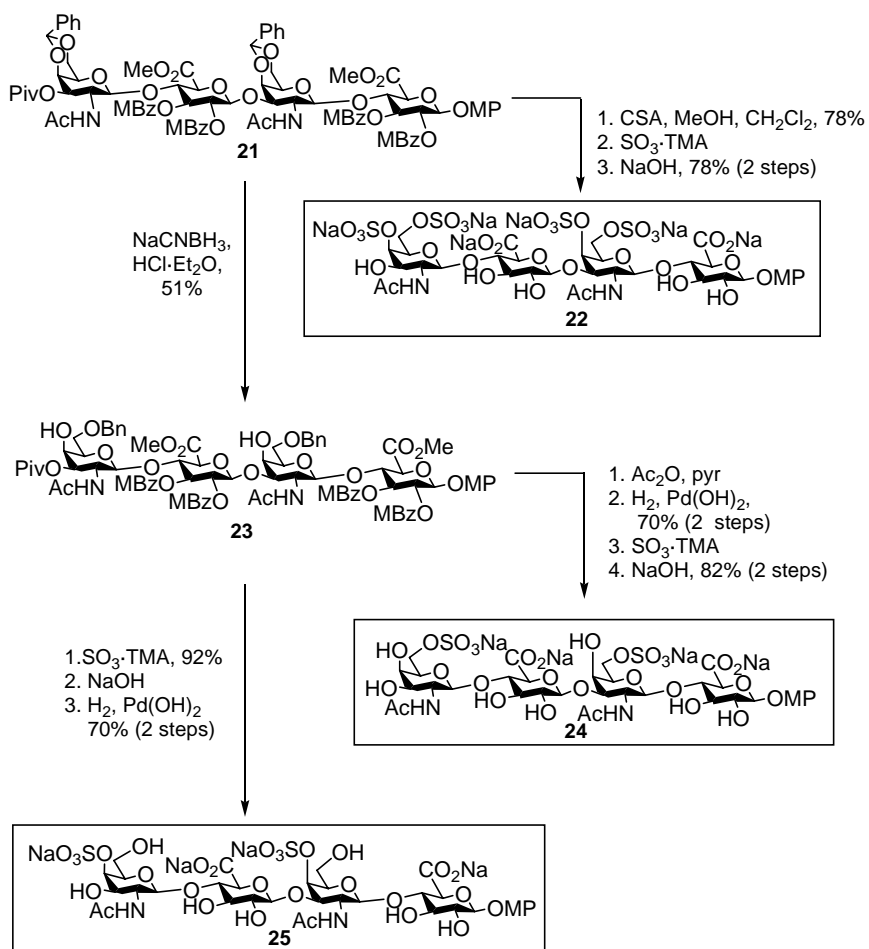 Ph
Ph
O
O
O
O
MeO₂C
MeO₂C
O
O
O
O
PivO
O
O
O
OMP
AcHN
MBzO
MBzO
AcHN
MBzO
MBzO
21
1. CSA, MeOH, CH₂Cl₂, 78%
2. SO₃·TMA
3. NaOH, 78% (2 steps)
NaCNBH₃,
HCl·Et₂O,
51%
NaO₃SO
OSO₃Na
NaO₃SO
OSO₃Na
NaO₂C
CO₂Na
O
O
O
O
HO
O
O
O
OMP
AcHN
HO
HO
AcHN
HO
HO
22
HO
OBn
MeO₂C
HO
OBn
CO₂Me
O
O
O
O
PivO
O
O
O
OMP
AcHN
MBzO
MBzO
AcHN
MBzO
MBzO
23
1. Ac₂O, pyr
2. H₂, Pd(OH)₂,
70% (2 steps)
3. SO₃·TMA
4. NaOH, 82% (2 steps)
1.SO₃·TMA, 92%
2. NaOH
3. H₂, Pd(OH)₂
70% (2 steps)
HO
OSO₃Na
CO₂Na
HO
OSO₃Na
CO₂Na
O
O
O
O
HO
O
O
O
OMP
AcHN
HO
HO
AcHN
HO
HO
24
NaO₃SO
OH
NaO₂C
NaO₃SO
OH
CO₂Na
O
O
O
O
HO
O
O
O
OMP
AcHN
HO
HO
AcHN
HO
HO
25